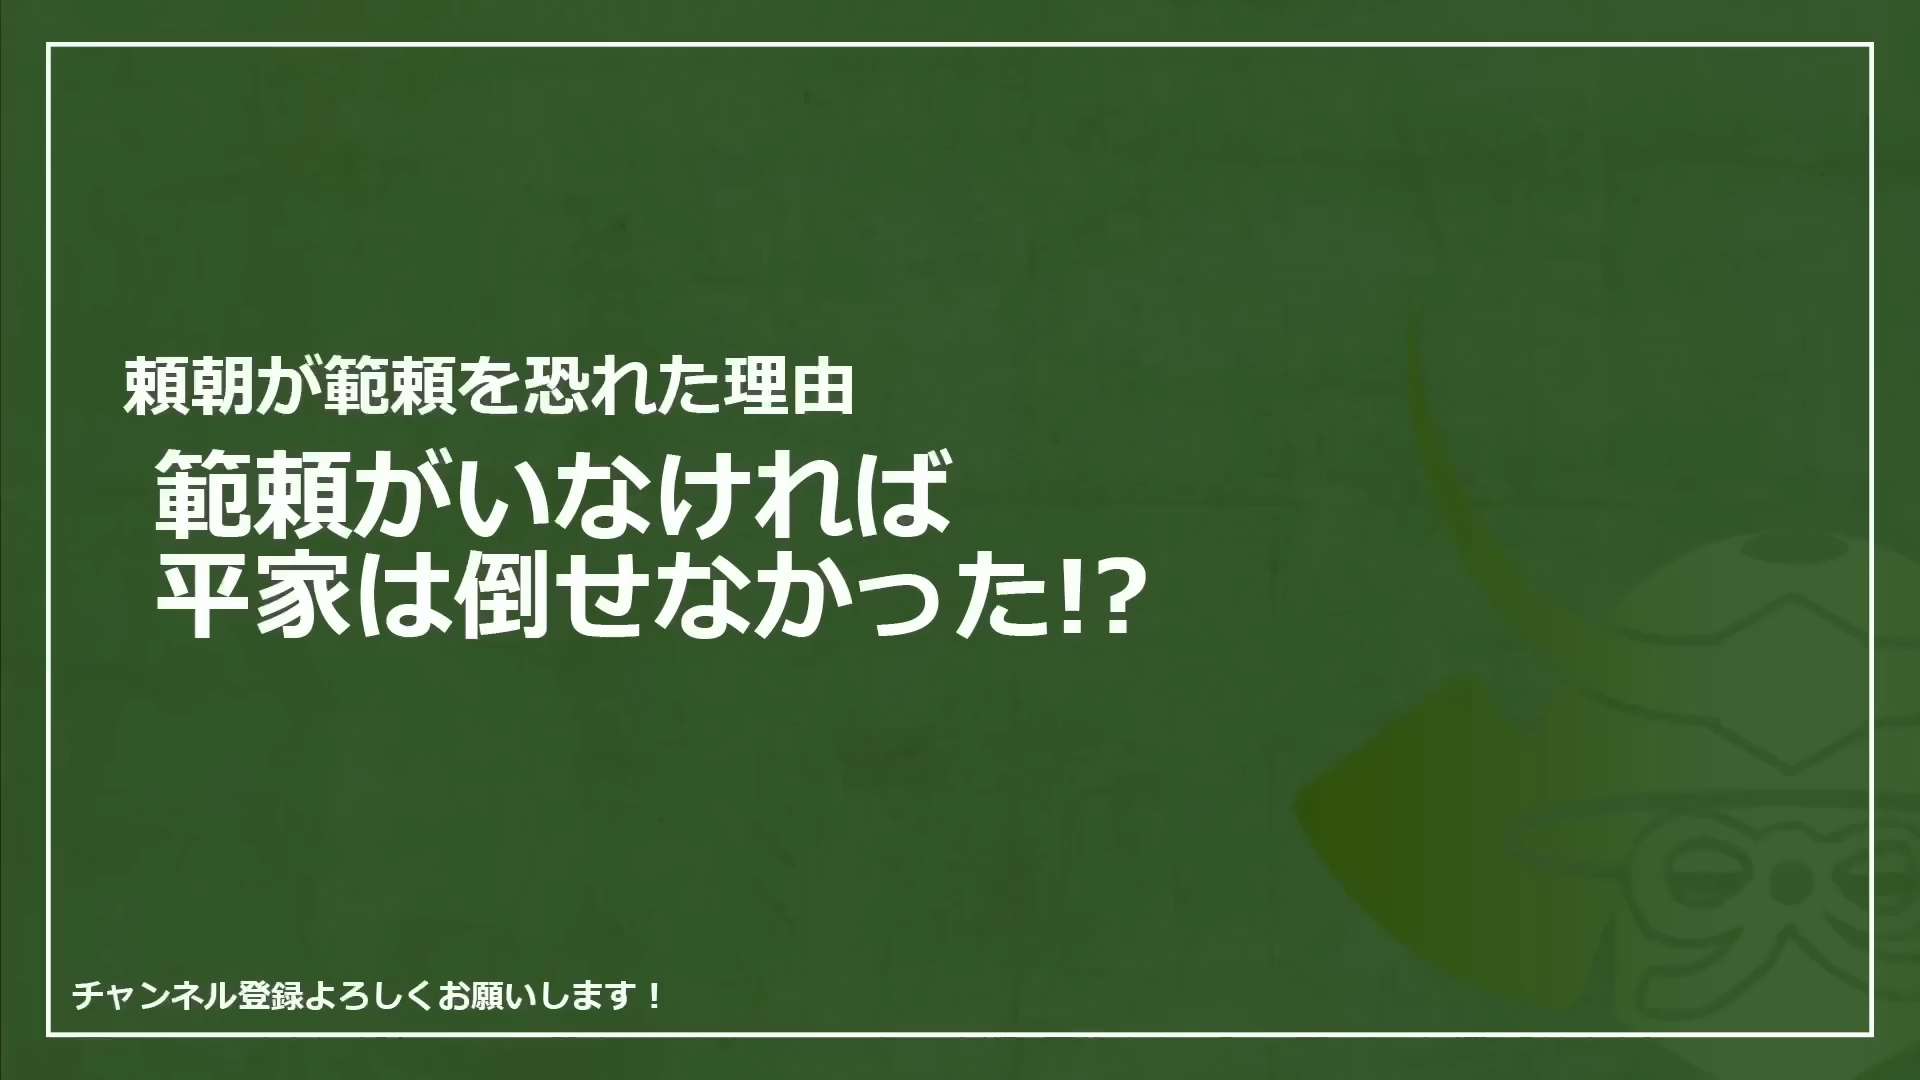 頼朝が範頼を恐れた理由
範頼がいなければ
平家は倒せなかった!?
チャンネル登録よろしくお願いします！